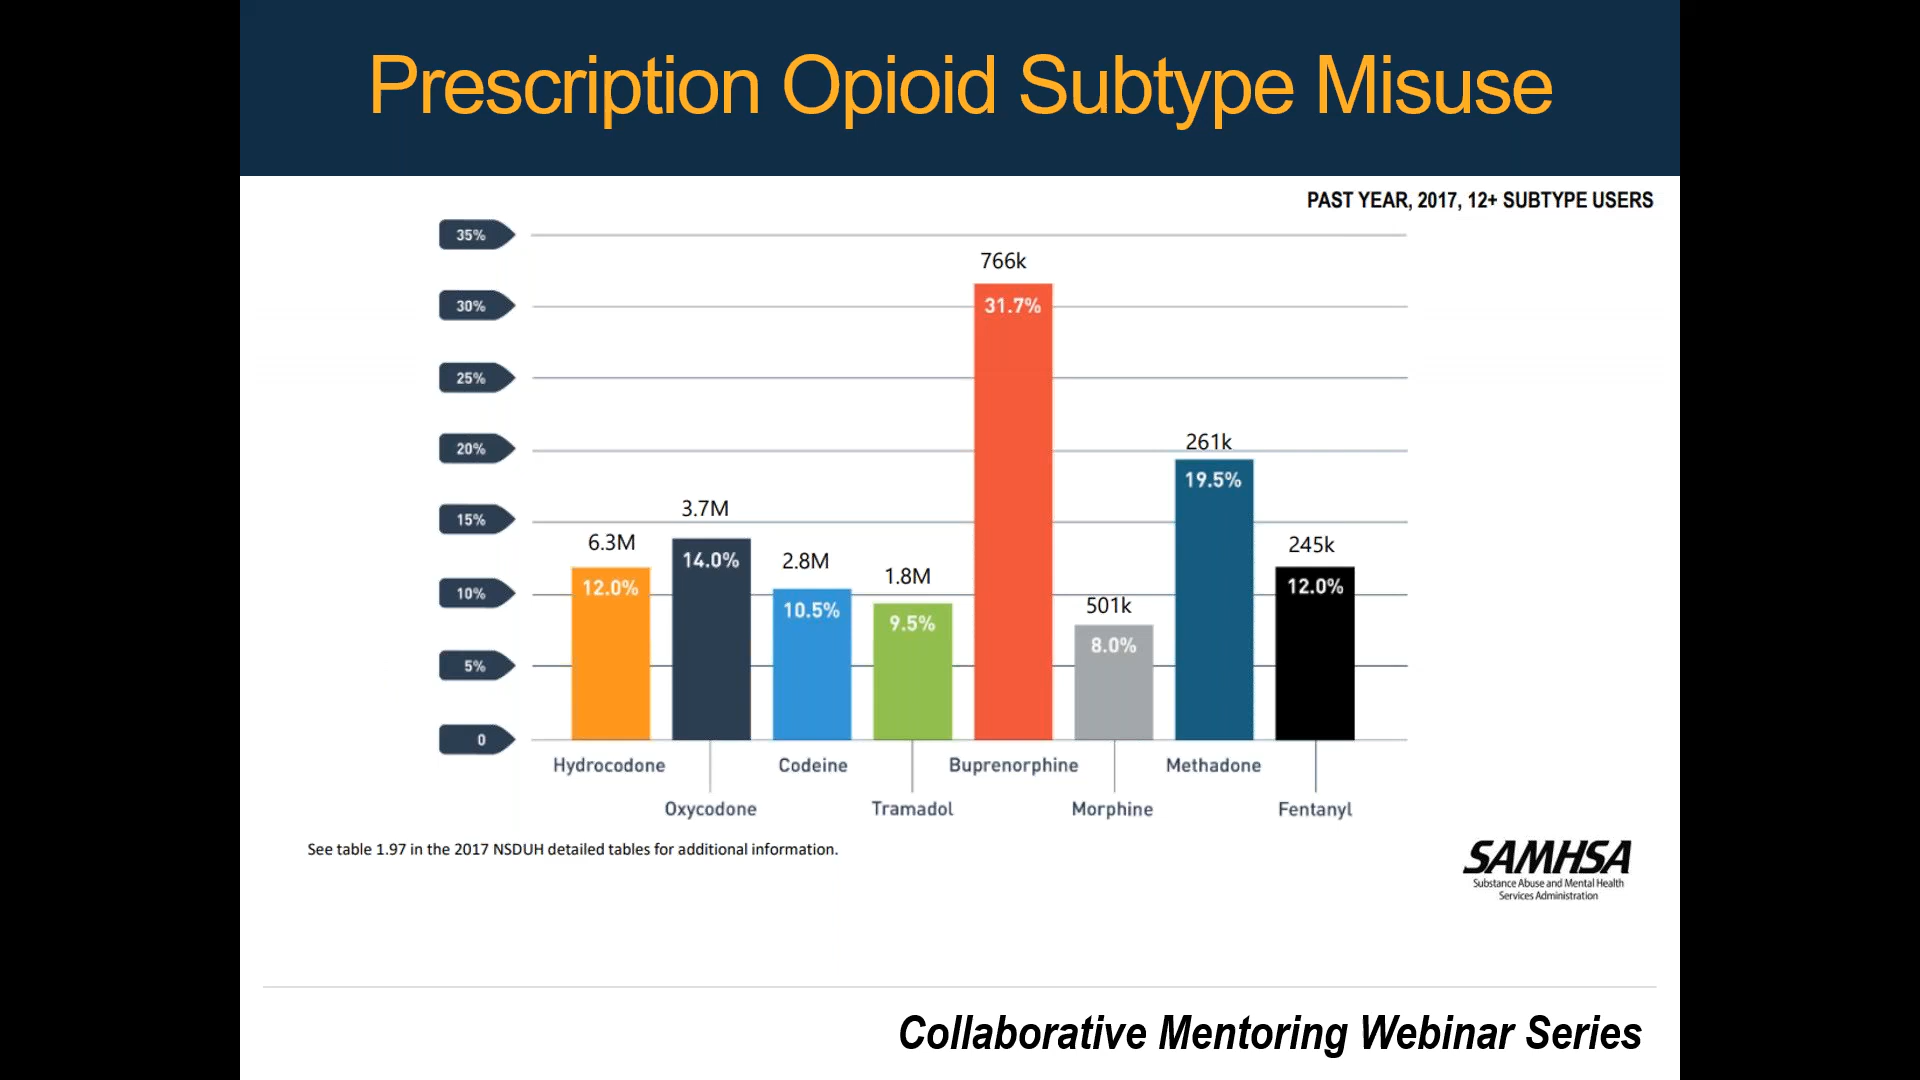 Prescription Opioid Subtype Misuse
PAST YEAR, 2017, 12+ SUBTYPE USERS
35%
30%
25%
20%
15%
10%
5%
0
6.3M
12.0%
3.7M
14.0%
2.8M
10.5%
1.8M
9.5%
766k
31.7%
501k
8.0%
261k
19.5%
245k
12.0%
Hydrocodone
Oxycodone
Codeine
Tramadol
Buprenorphine
Morphine
Methadone
Fentanyl
See table 1.97 in the 2017 NSDUH detailed tables for additional information.
SAMHSA
Substance Abuse and Mental Health
Services Administration
Collaborative Mentoring Webinar Series